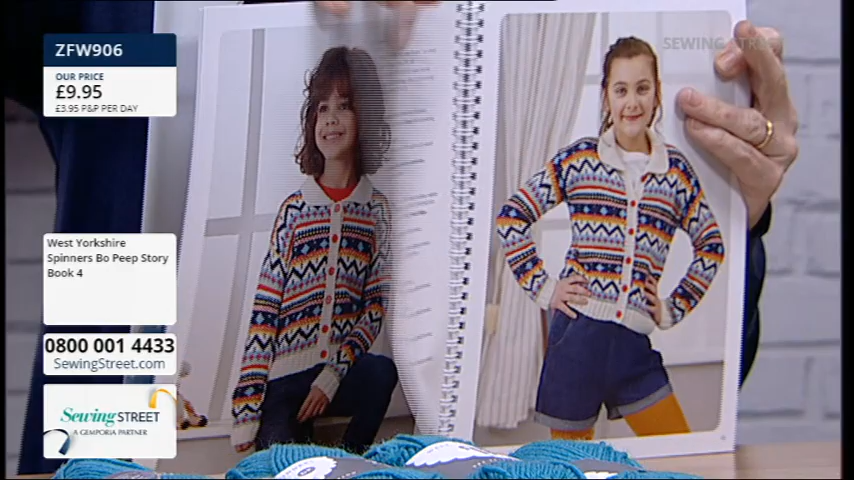 ZFW906
OUR PRICE
£9.95
£3.95 P&P PER DAY
West Yorkshire
Spinners Bo Peep Story
Book 4
0800 001 4433
SewingStreet.com
Sewing STREET
A GEMPORIA PARTNER
SEWING STREET